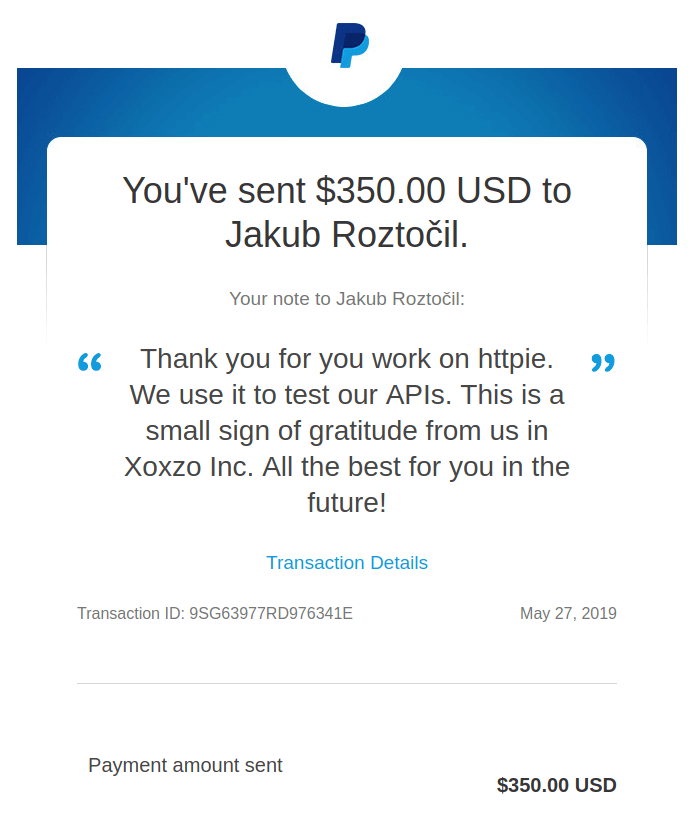 You've sent $350.00 USD to
Jakub Roztočil.
Your note to Jakub Roztočil:
“ Thank you for you work on httpie. ”
We use it to test our APIs. This is a
small sign of gratitude from us in
Xoxzo Inc. All the best for you in the
future!
Transaction Details
Transaction ID: 9SG63977RD976341E May 27, 2019
Payment amount sent
$350.00 USD